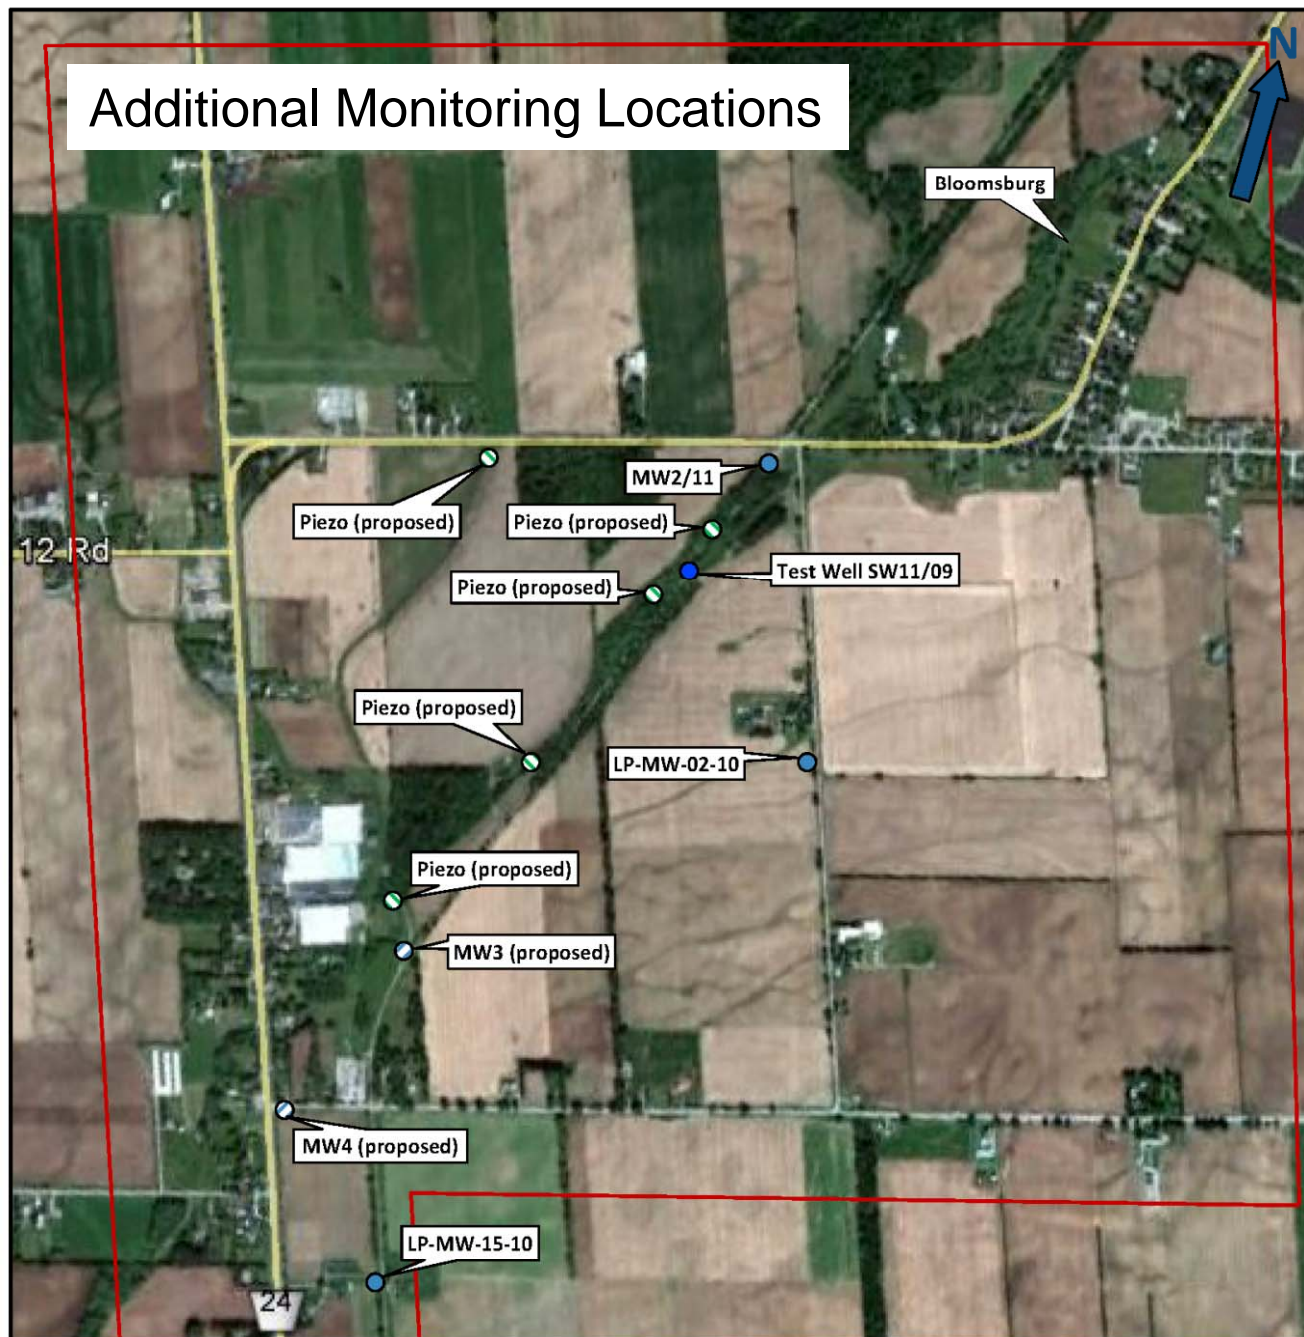 N
Additional Monitoring Locations
Bloomsburg
MW2/11
Piezo (proposed)
Piezo (proposed)
12 Rd
Test Well SW11/09
Piezo (proposed)
Piezo (proposed)
LP-MW-02-10
Piezo (proposed)
MW3 (proposed)
MW4 (proposed)
LP-MW-15-10
24